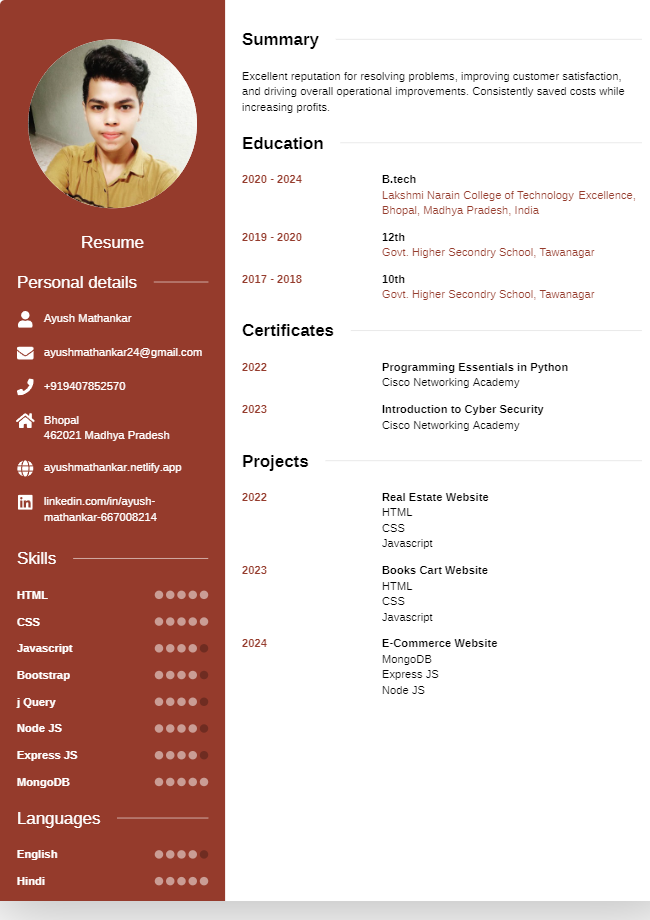 Resume
Personal details
Ayush Mathankar
ayushmathankar24@gmail.com
+919407852570
Bhopal
462021 Madhya Pradesh
ayushmathankar.netlify.app
linkedin.com/in/ayush-
mathankar-667008214
Skills
HTML
CSS
Javascript
Bootstrap
j Query
Node JS
Express JS
MongoDB
Languages
English
Hindi
Summary
Excellent reputation for resolving problems, improving customer satisfaction,
and driving overall operational improvements. Consistently saved costs while
increasing profits.
Education
2020 - 2024 B.tech
Lakshmi Narain College of Technology Excellence,
Bhopal, Madhya Pradesh, India
2019 - 2020 12th
Govt. Higher Secondry School, Tawanagar
2017 - 2018 10th
Govt. Higher Secondry School, Tawanagar
Certificates
2022 Programming Essentials in Python
Cisco Networking Academy
2023 Introduction to Cyber Security
Cisco Networking Academy
Projects
2022 Real Estate Website
HTML
CSS
Javascript
2023 Books Cart Website
HTML
CSS
Javascript
2024 E-Commerce Website
MongoDB
Express JS
Node JS